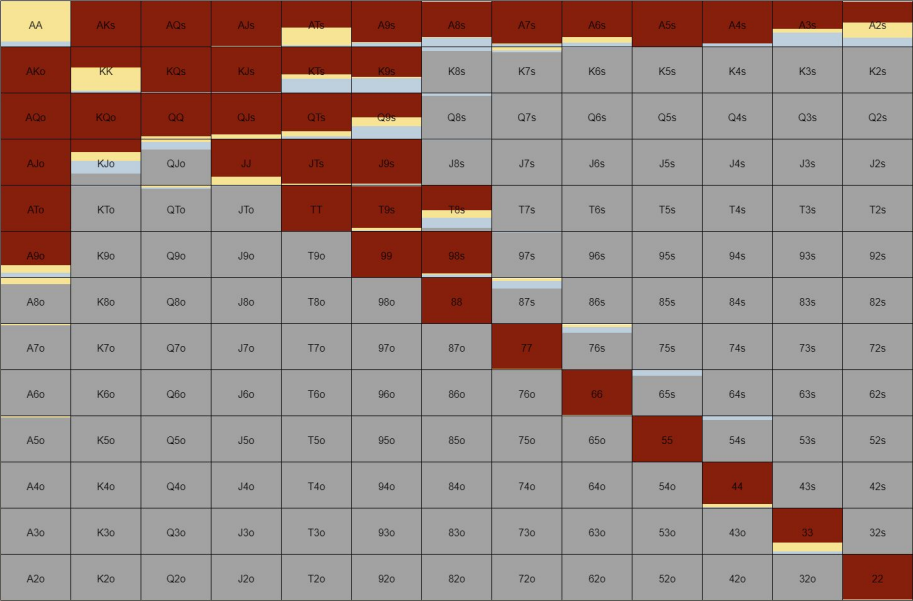 AA AKs AQs AJs ATs A9s A8s A7s A6s A5s A4s A3s A2s
AKo KK KQs KJs KTs K9s K8s K7s K6s K5s K4s K3s K2s
AQo KQo QQ QJs QTs Q9s Q8s Q7s Q6s Q5s Q4s Q3s Q2s
AJo KJo QJo JJ JTs J9s J8s J7s J6s J5s J4s J3s J2s
ATo KTo QTo JTo TT T9s T8s T7s T6s T5s T4s T3s T2s
A9o K9o Q9o J9o T9o 99 98s 97s 96s 95s 94s 93s 92s
A8o K8o Q8o J8o T8o 98o 88 87s 86s 85s 84s 83s 82s
A7o K7o Q7o J7o T7o 97o 87o 77 76s 75s 74s 73s 72s
A6o K6o Q6o J6o T6o 96o 86o 76o 66 65s 64s 63s 62s
A5o K5o Q5o J5o T5o 95o 85o 75o 65o 55 54s 53s 52s
A4o K4o Q4o J4o T4o 94o 84o 74o 64o 54o 44 43s 42s
A3o K3o Q3o J3o T3o 93o 83o 73o 63o 53o 43o 33 32s
A2o K2o Q2o J2o T2o 92o 82o 72o 62o 52o 42o 32o 22